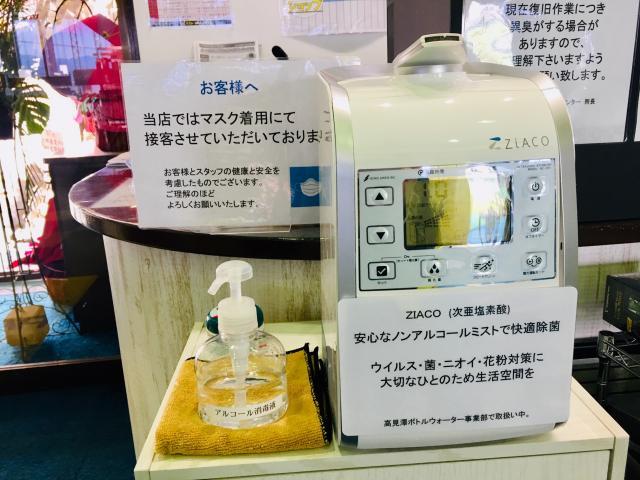 ショップ
現在復旧作業につき
異臭がする場合が
ありますので、
理解下さいますよう
い致します。
お客様へ
当店ではマスク着用にて
接客させていただいておりま
お客様とスタッフの健康と安全を
考慮したものでございます。
ご理解のほど
よろしくお願いいたします。
ZIACO
OFF
アルコール消毒液
ZIACO (次亜塩素酸)
安心なノンアルコールミストで快適除菌
ウイルス・菌・ニオイ・花粉対策に
大切なひとのため生活空間を
高見澤ボトルウォーター事業部で取扱い中。